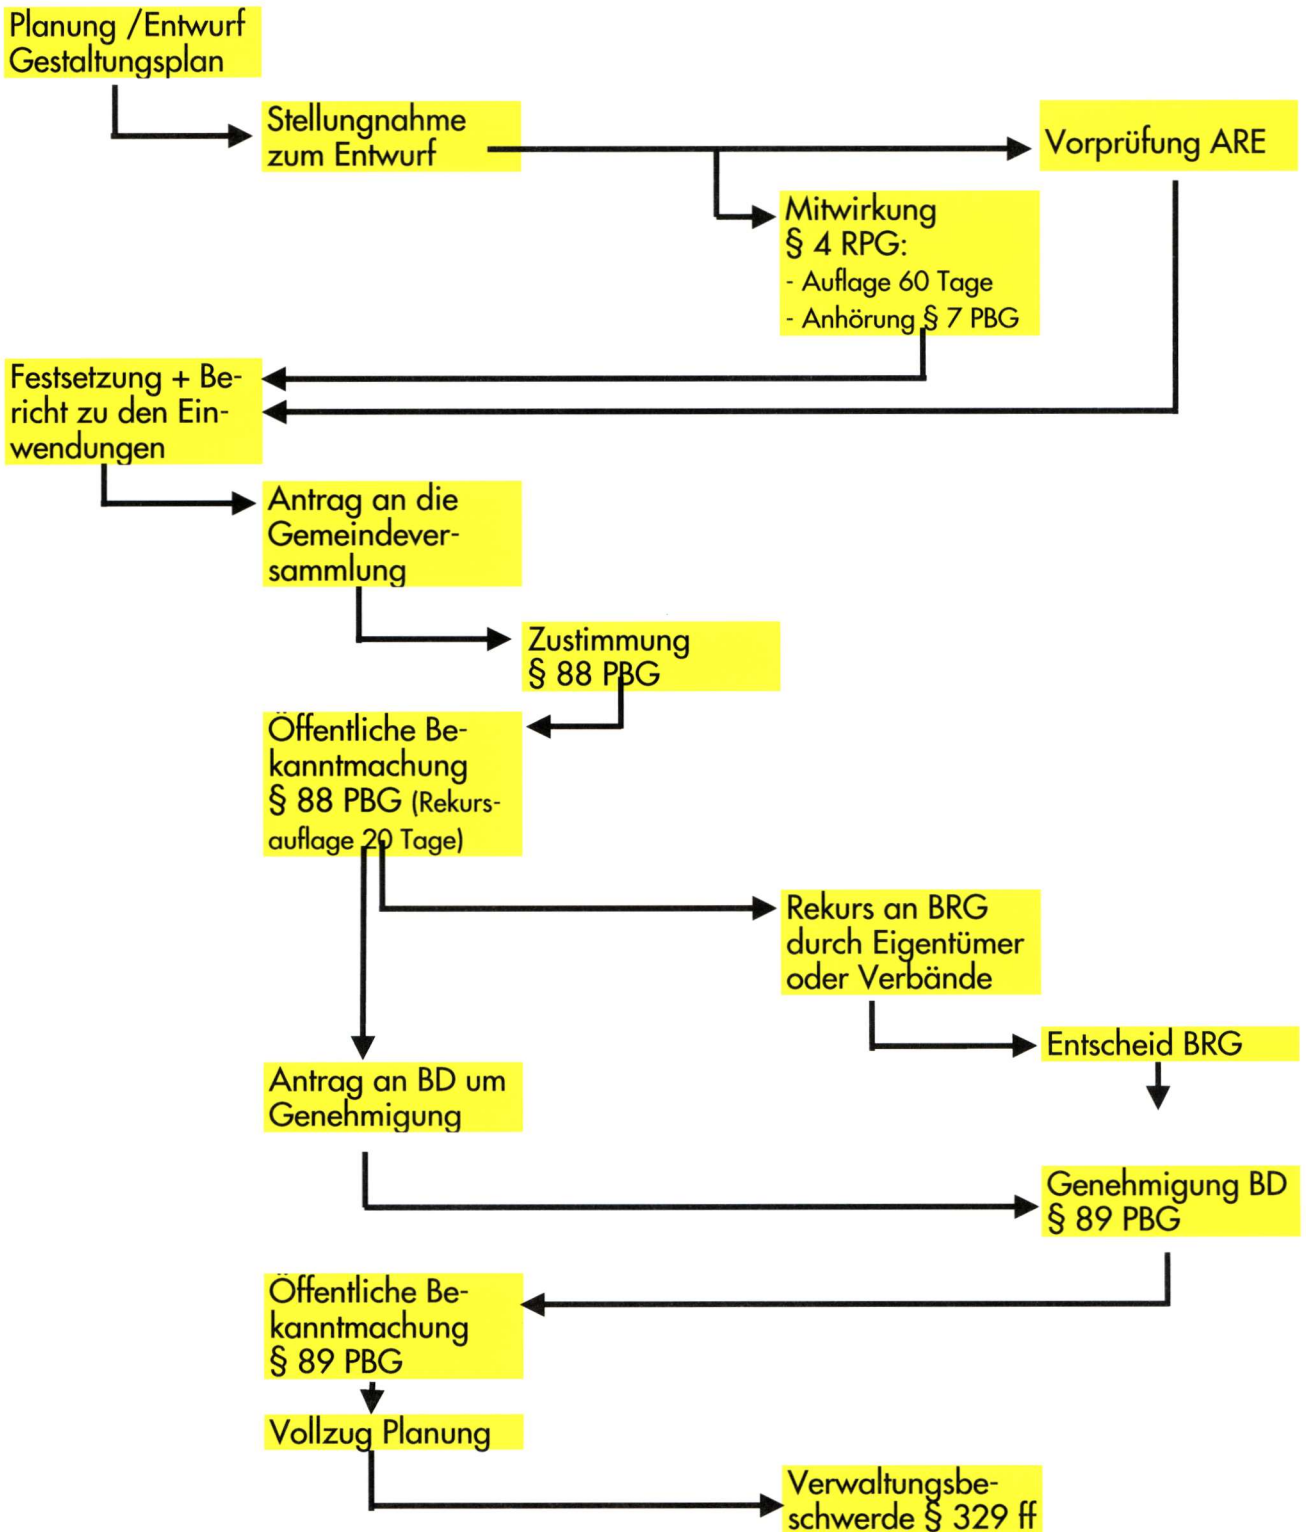 Planung /Entwurf
Gestaltungsplan
Stellungnahme
zum Entwurf
Vorprüfung ARE
Mitwirkung
§ 4 RPG:
- Auflage 60 Tage
- Anhörung § 7 PBG
Festsetzung + Be-
richt zu den Ein-
wendungen
Antrag an die
Gemeindever-
sammlung
Zustimmung
§ 88 PBG
Öffentliche Be-
kanntmachung
§ 88 PBG (Rekurs-
auflage 20 Tage)
Rekurs an BRG
durch Eigentümer
oder Verbände
Entscheid BRG
Antrag an BD um
Genehmigung
Genehmigung BD
§ 89 PBG
Öffentliche Be-
kanntmachung
§ 89 PBG
Vollzug Planung
Verwaltungsbe-
schwerde § 329 ff